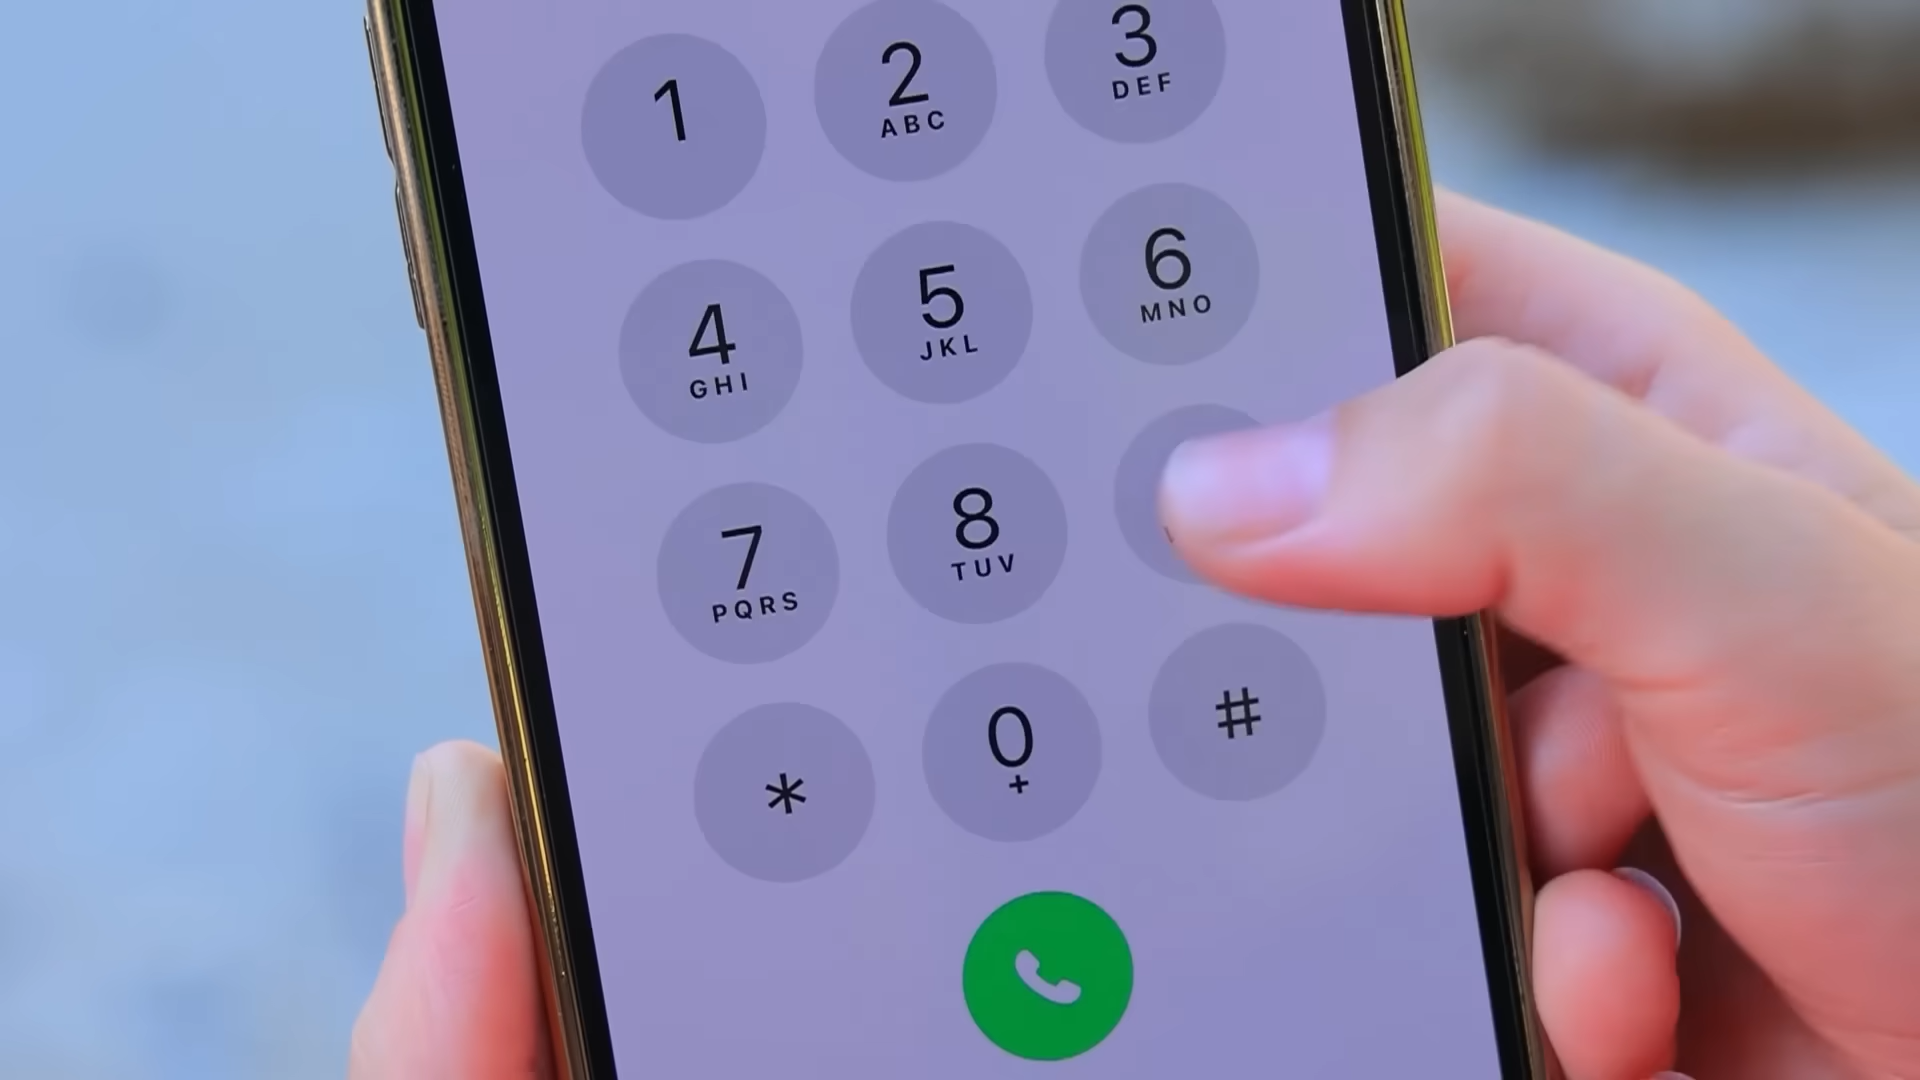 1 2 3
ABC DEF
4 5 6
GHI JKL MNO
7 8
PQRS TUV
* 0 #
+